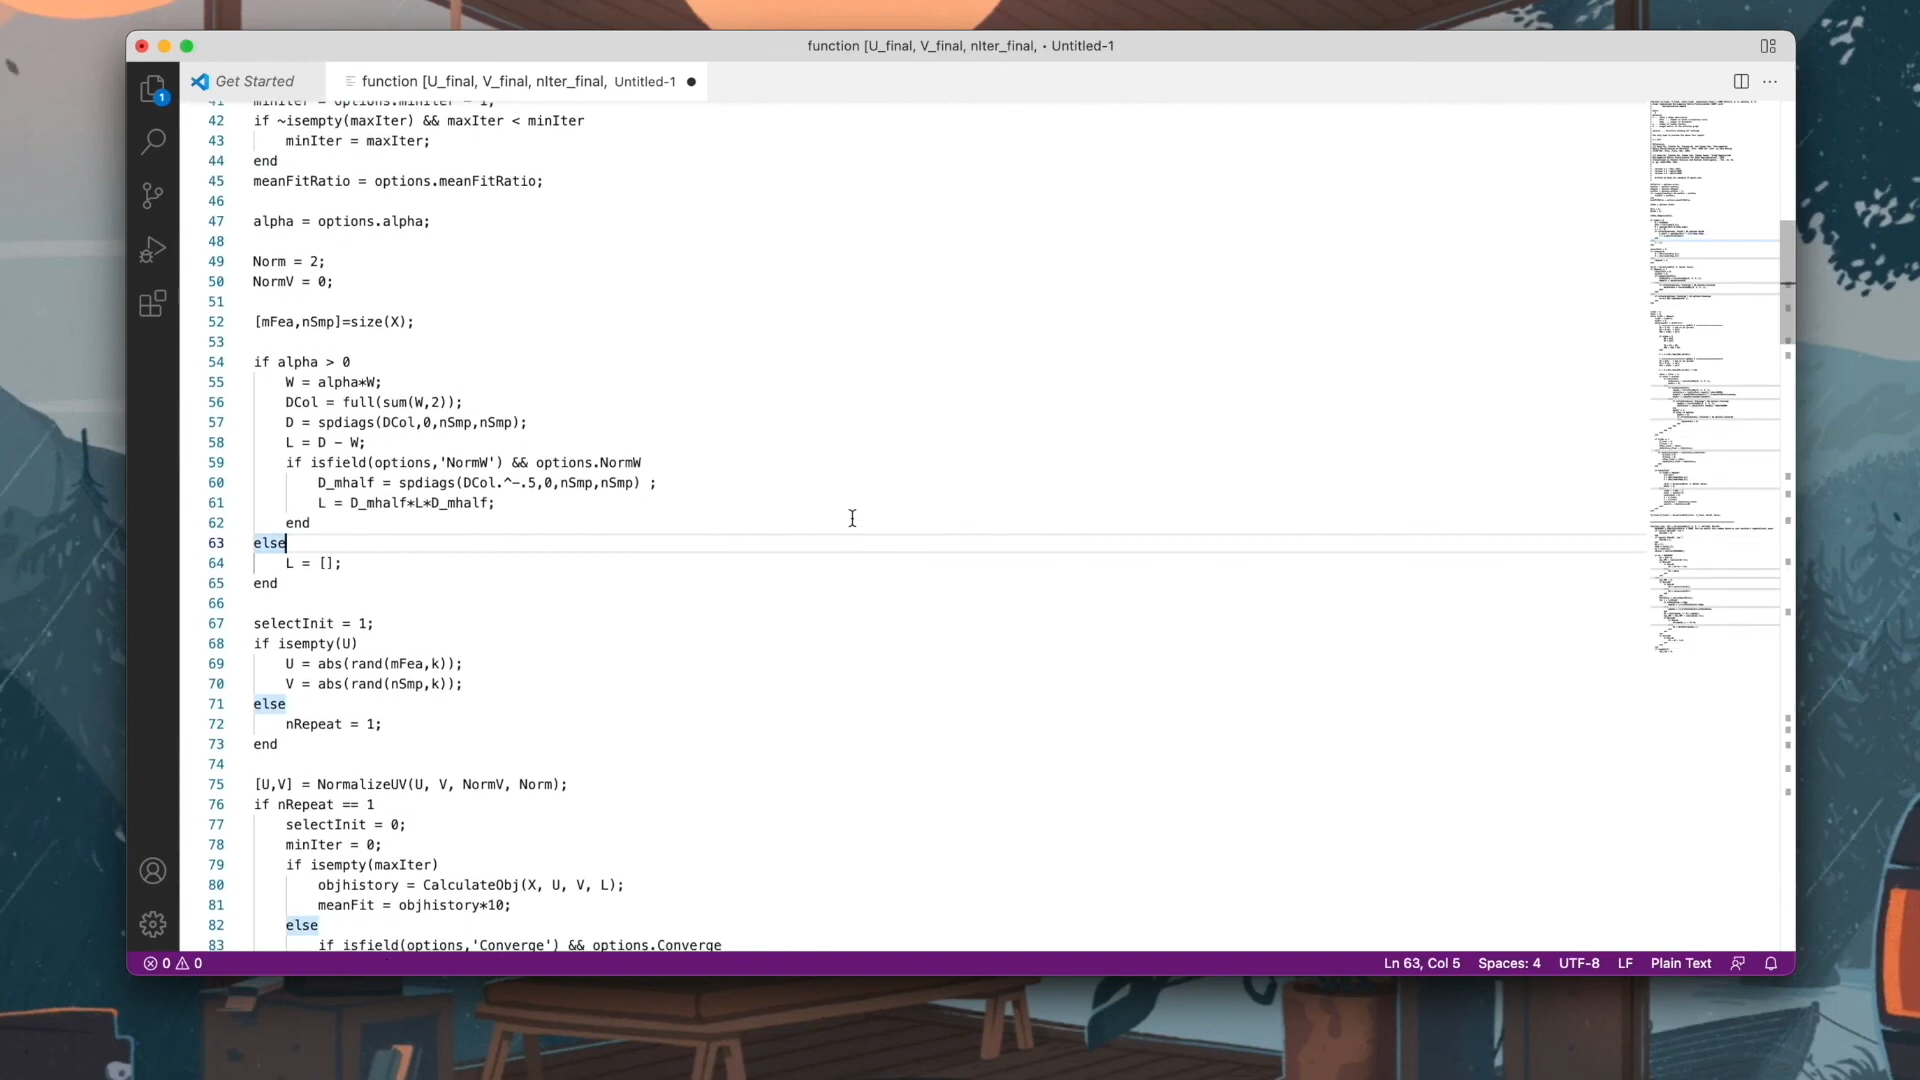 function [U_final, V_final, nIter_final, • Untitled-1
Get Started
function [U_final, V_final, nIter_final, Untitled-1 ●
1
41 minIter = options.minIter - 1;
42 if ~isempty(maxIter) && maxIter < minIter
43 minIter = maxIter;
44 end
45 meanFitRatio = options.meanFitRatio;
46
47 alpha = options.alpha;
48
49 Norm = 2;
50 NormV = 0;
51
52 [mFea,nSmp]=size(X);
53
54 if alpha > 0
55 W = alpha*W;
56 DCol = full(sum(W,2));
57 D = spdiags(DCol,0,nSmp,nSmp);
58 L = D - W;
59 if isfield(options,'NormW') && options.NormW
60 D_mhalf = spdiags(DCol.^-.5,0,nSmp,nSmp) ;
61 L = D_mhalf*L*D_mhalf;
62 end
63 else
64 L = [];
65 end
66
67 selectInit = 1;
68 if isempty(U)
69 U = abs(rand(mFea,k));
70 V = abs(rand(nSmp,k));
71 else
72 nRepeat = 1;
73 end
74
75 [U,V] = NormalizeUV(U, V, NormV, Norm);
76 if nRepeat == 1
77 selectInit = 0;
78 minIter = 0;
79 if isempty(maxIter)
80 objhistory = CalculateObj(X, U, V, L);
81 meanFit = objhistory*10;
82 else
83 if isfield(options,'Converge') && options.Converge
0 0
Ln 63, Col 5 Spaces: 4 UTF-8 LF Plain Text